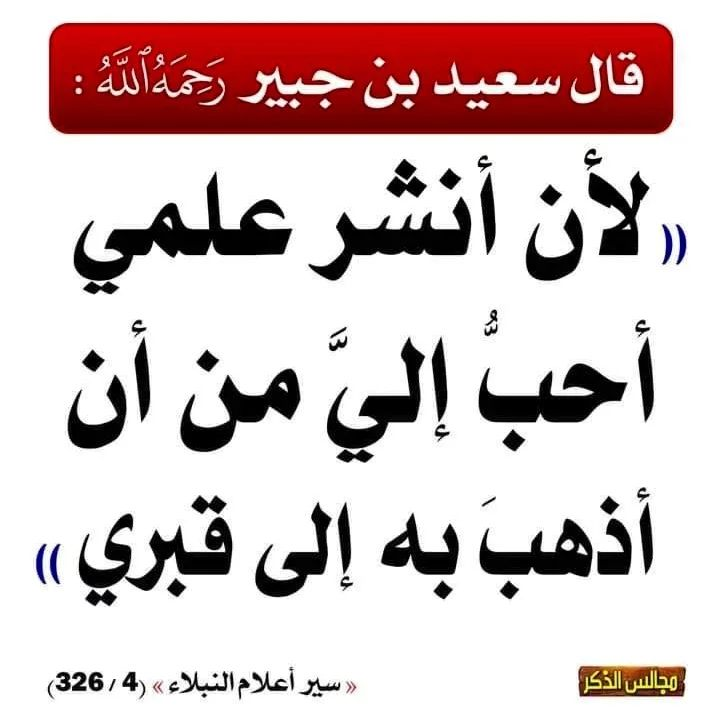 قال سعيد بن جبير رَحِمَهُ ٱللَّهُ :
(( لأن أنشر علمي
أحبُّ إليَّ من أن
أذهبَ به إلى قبري ))
« سير أعلام النبلاء » (4 / 326)
مجالس الذكر